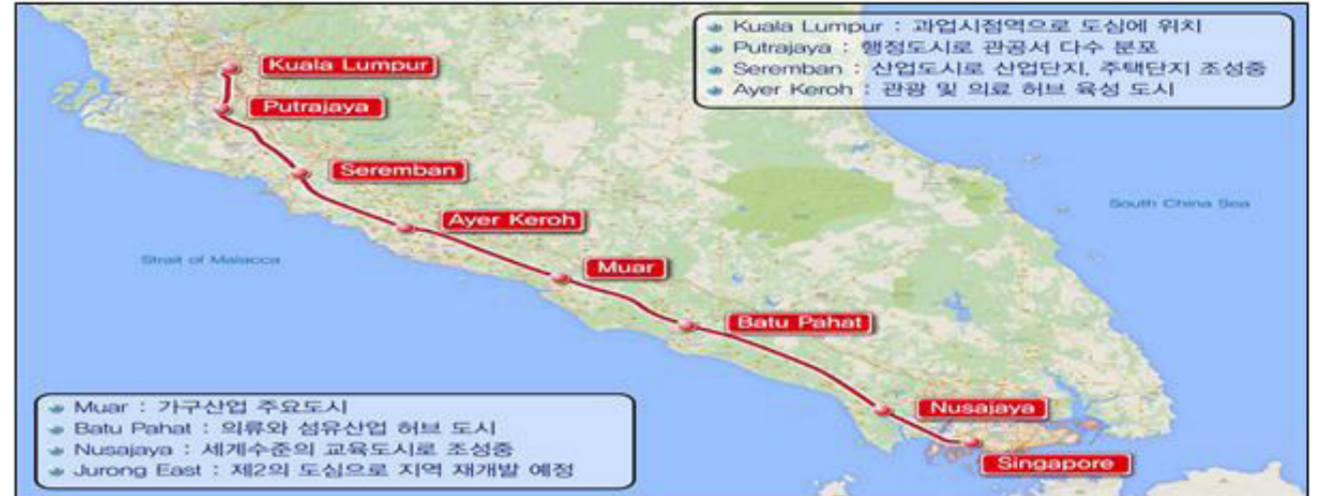 Kuala Lumpur : 과업시점역으로 도심에 위치
Putrajaya : 행정도시로 관공서 다수 분포
Seremban : 산업도시로 산업단지, 주택단지 조성중
Ayer Keroh : 관광 및 의료 허브 육성 도시
Kuala Lumpur
Putrajaya
Seremban
South China Sea
Ayer Keroh
Strait of Malacca
Muar
Batu Pahat
Nusajaya
Singapore
Muar : 가구산업 주요도시
Batu Pahat : 의류와 섬유산업 허브 도시
Nusajaya : 세계수준의 교육도시로 조성중
Jurong East : 제2의 도심으로 지역 재개발 예정